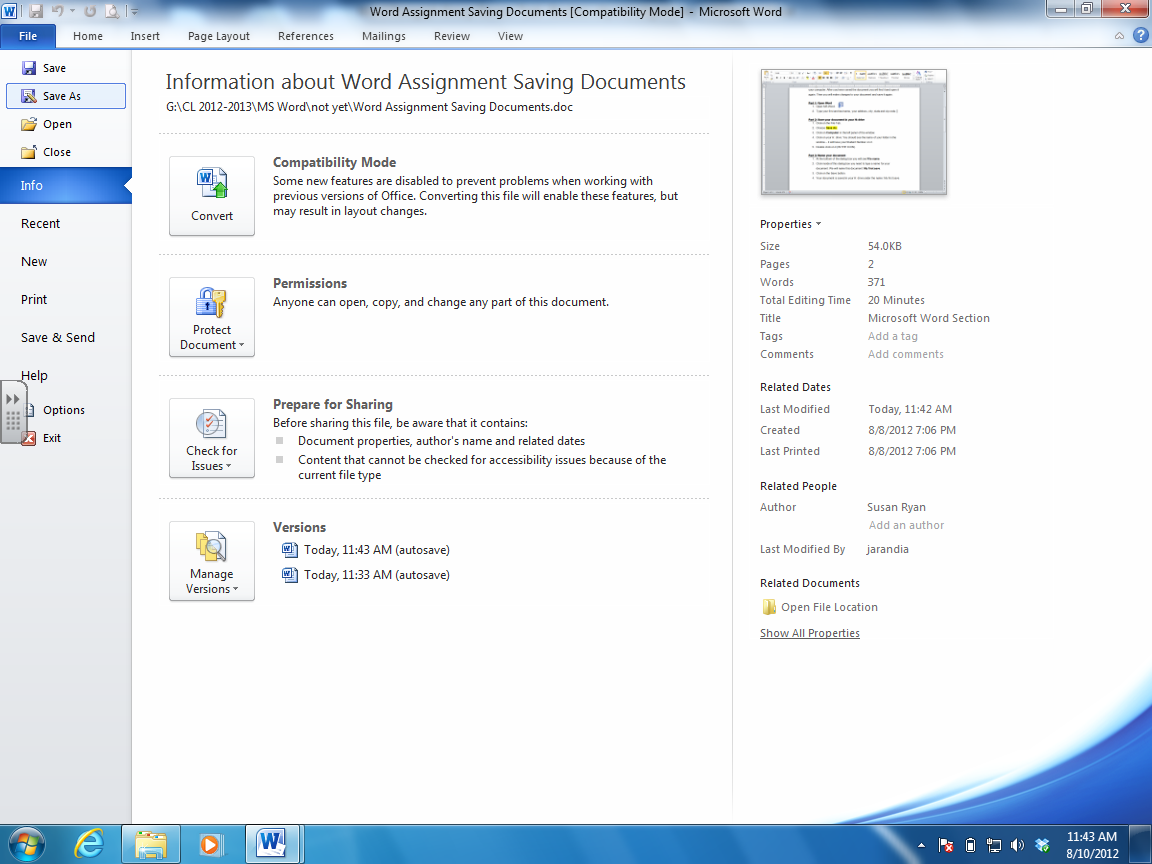 Word Assignment Saving Documents [Compatibility Mode] - Microsoft Word
File Home Insert Page Layout References Mailings Review View
Save
Save As
Open
Close
Info
Recent
New
Print
Save & Send
Help
Options
Exit
Information about Word Assignment Saving Documents
G:\CL 2012-2013\MS Word\not yet\Word Assignment Saving Documents.doc
Convert
Compatibility Mode
Some new features are disabled to prevent problems when working with
previous versions of Office. Converting this file will enable these features, but
may result in layout changes.
Protect
Document
Permissions
Anyone can open, copy, and change any part of this document.
Check for
Issues
Prepare for Sharing
Before sharing this file, be aware that it contains:
Document properties, author's name and related dates
Content that cannot be checked for accessibility issues because of the
current file type
Manage
Versions
Versions
Today, 11:43 AM (autosave)
Today, 11:33 AM (autosave)
Properties
Size 54.0KB
Pages 2
Words 371
Total Editing Time 20 Minutes
Title Microsoft Word Section
Tags Add a tag
Comments Add comments
Related Dates
Last Modified Today, 11:42 AM
Created 8/8/2012 7:06 PM
Last Printed 8/8/2012 7:06 PM
Related People
Author Susan Ryan
Add an author
Last Modified By jarandia
Related Documents
Open File Location
Show All Properties
11:43 AM
8/10/2012